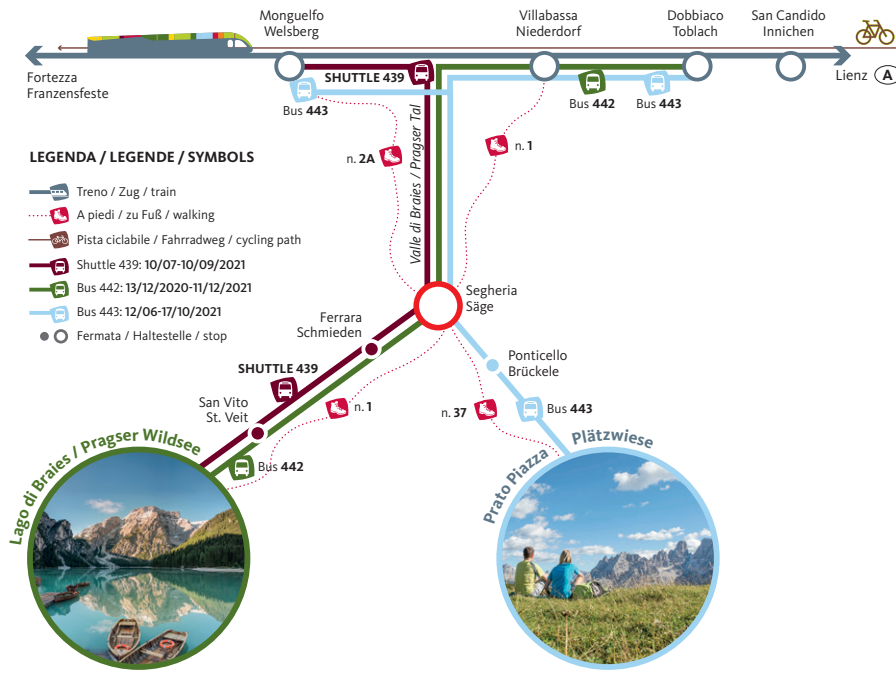 Monguelfo
Welsberg
Villabassa
Niederdorf
Dobbiaco
Toblach
San Candido
Innichen
Fortezza
Franzensfeste
SHUTTLE 439
Bus 443
Bus 442
Bus 443
Lienz A
n. 2A
n. 1
Valle di Braies / Pragser Tal
LEGENDA / LEGENDE / SYMBOLS
Treno / Zug / train
A piedi / zu Fuß / walking
Pista ciclabile / Fahrradweg / cycling path
Shuttle 439: 10/07-10/09/2021
Bus 442: 13/12/2020-11/12/2021
Bus 443: 12/06-17/10/2021
Fermata / Haltestelle / stop
Segheria
Säge
Ferrara
Schmieden
SHUTTLE 439
Ponticello
Brückele
San Vito
St. Veit
n. 1
n. 37
Bus 443
Bus 442
Lago di Braies / Pragser Wildsee
Prato Piazza
Plätzwiese